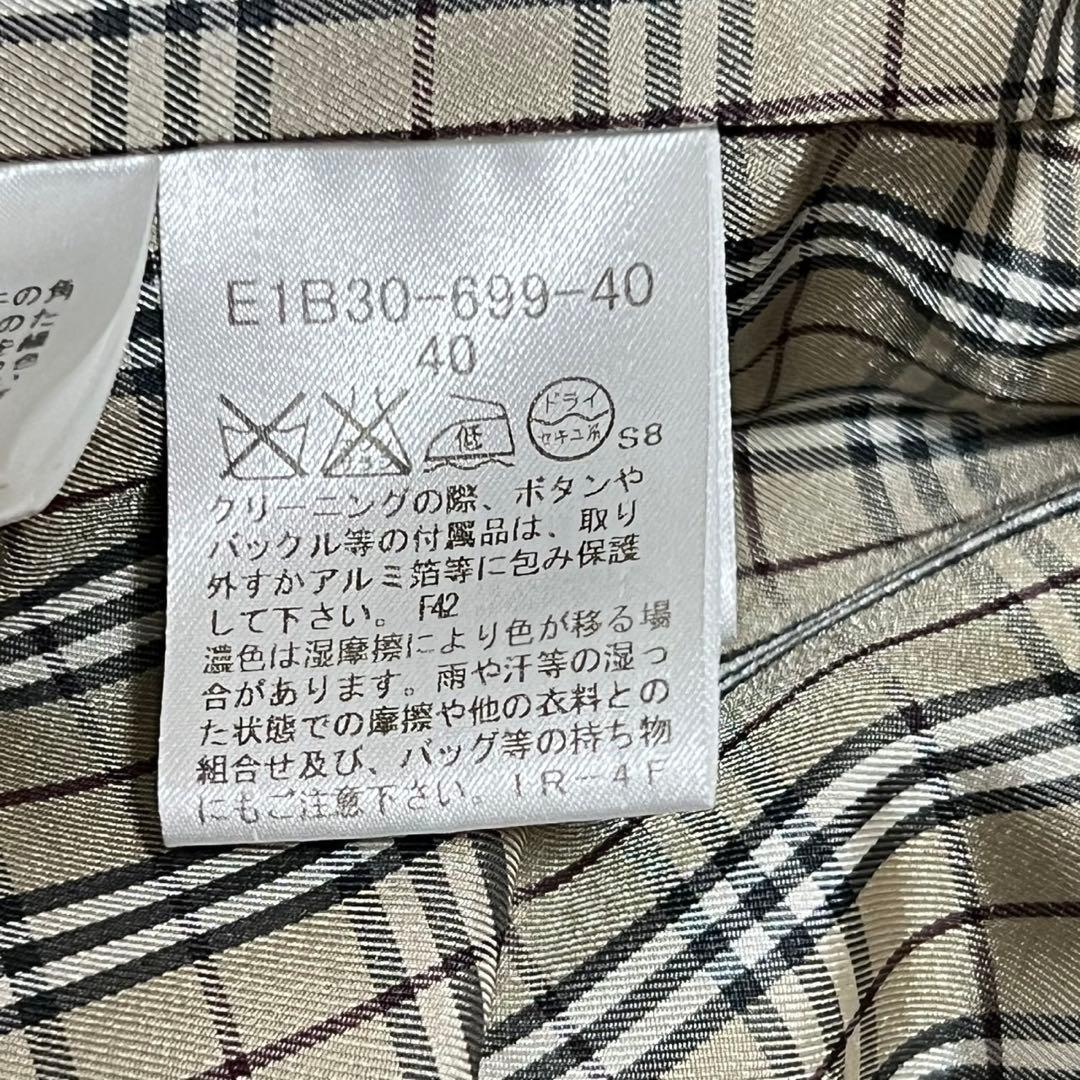 E1B30-699-40
40
低
ドライ
セキユ系
S8
クリーニングの際、ボタンや
バックル等の付属品は、取り
外すかアルミ箔等に包み保護
して下さい。 F42
濃色は湿摩擦により色が移る場
合があります。雨や汗等の湿っ
た状態での摩擦や他の衣料との
組合せ及び、バッグ等の持ち物
にもご注意下さい。IR-4F
の角
のた